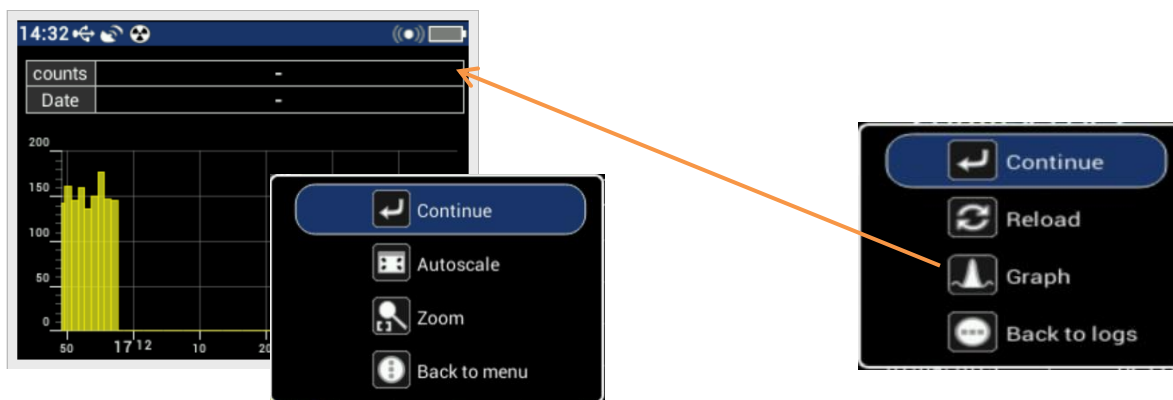 14:32
counts -
Date -
200
150
100
50
0
50 17 12 10 20
Continue
Autoscale
Zoom
Back to menu
Continue
Reload
Graph
Back to logs